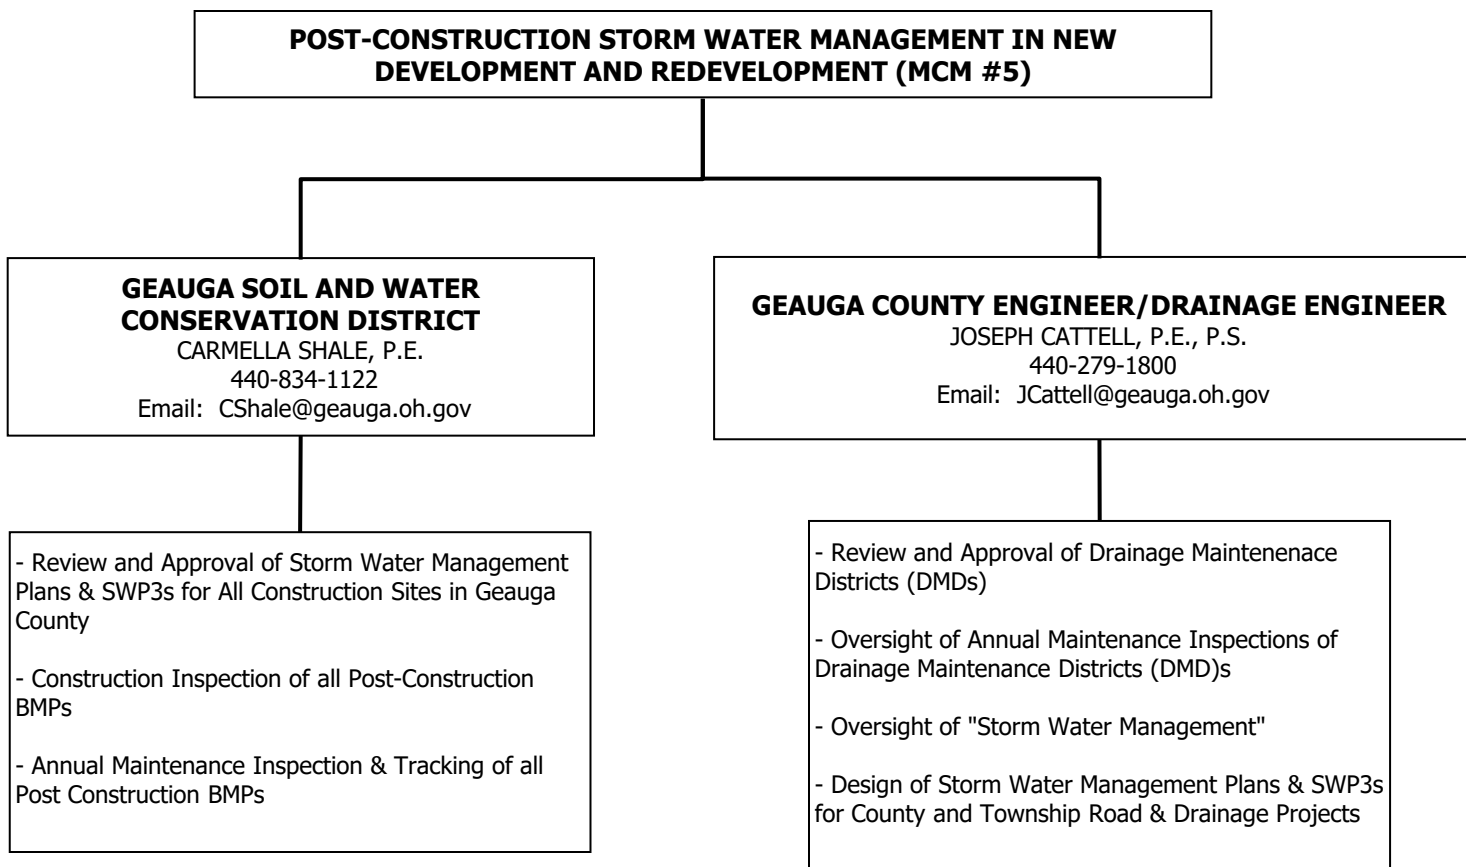 POST-CONSTRUCTION STORM WATER MANAGEMENT IN NEW
DEVELOPMENT AND REDEVELOPMENT (MCM #5)
GEAUGA SOIL AND WATER
CONSERVATION DISTRICT
CARMELLA SHALE, P.E.
440-834-1122
Email:  CShale@geauga.oh.gov
GEAUGA COUNTY ENGINEER/DRAINAGE ENGINEER
JOSEPH CATTELL, P.E., P.S.
440-279-1800
Email:  JCattell@geauga.oh.gov
- Review and Approval of Storm Water Management
Plans & SWP3s for All Construction Sites in Geauga
County
- Construction Inspection of all Post-Construction
BMPs
- Annual Maintenance Inspection & Tracking of all
Post Construction BMPs
- Review and Approval of Drainage Maintenenace
Districts (DMDs)
- Oversight of Annual Maintenance Inspections of
Drainage Maintenance Districts (DMD)s
- Oversight of "Storm Water Management"
- Design of Storm Water Management Plans & SWP3s
for County and Township Road & Drainage Projects